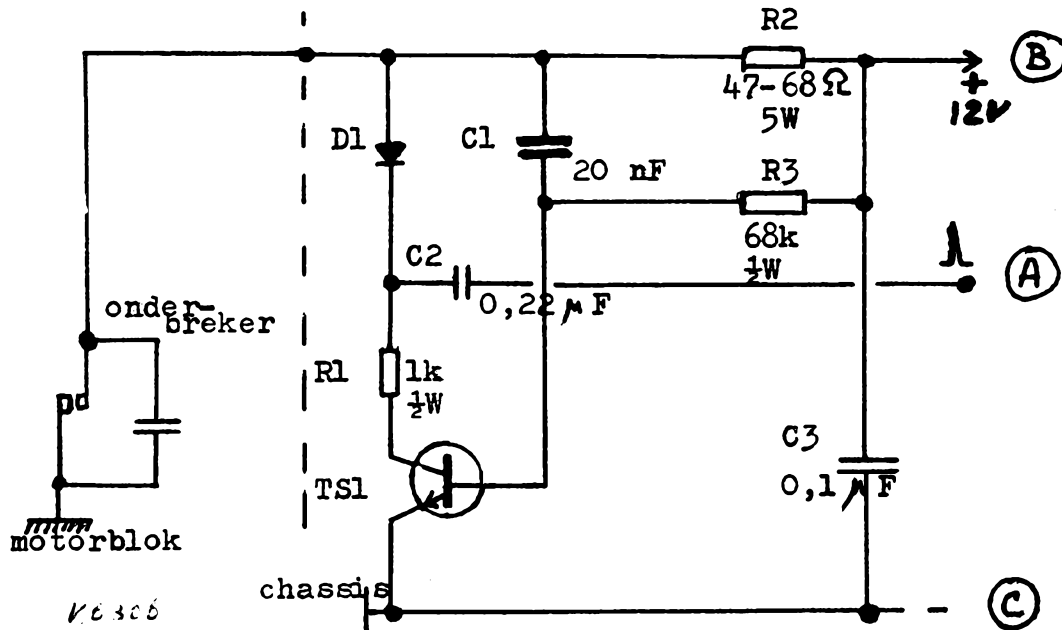 R2
47-68Ω
5W
B
+
12V
D1
C1
20 nF
R3
68k
½W
A
C2
0,22µF
onder-
breker
R1
1k
½W
C3
0,1µF
TS1
motorblok
chassis
-
C